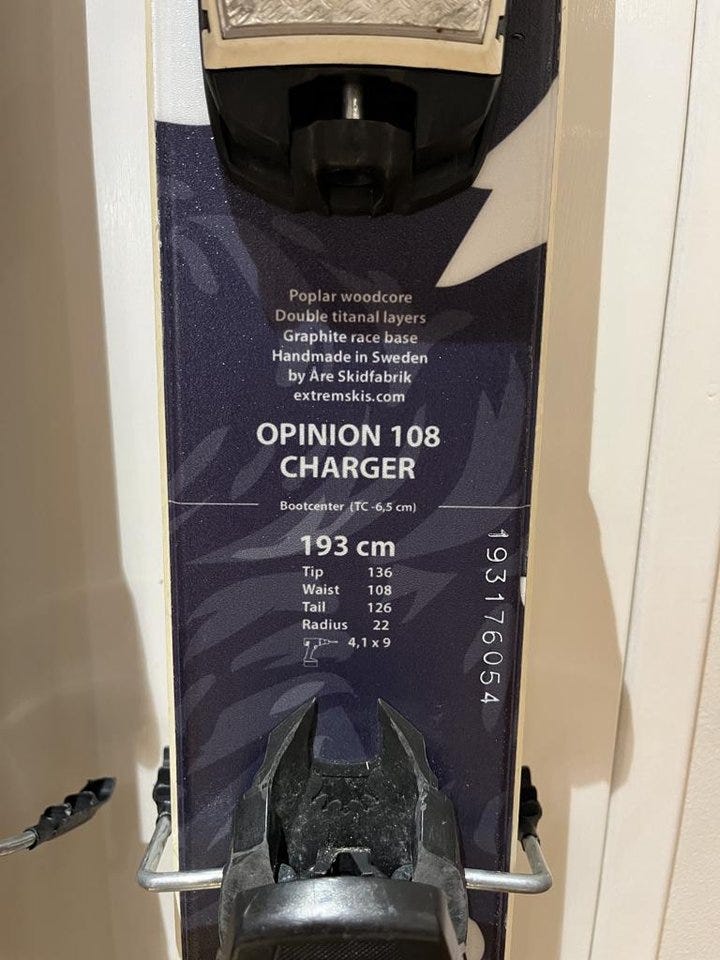 Poplar woodcore
Double titanal layers
Graphite race base
Handmade in Sweden
by Åre Skidfabrik
extremskis.com
OPINION 108
CHARGER
Bootcenter (TC -6,5 cm)
193 cm
Tip 136
Waist 108
Tail 126
Radius 22
4,1 x 9
193176054